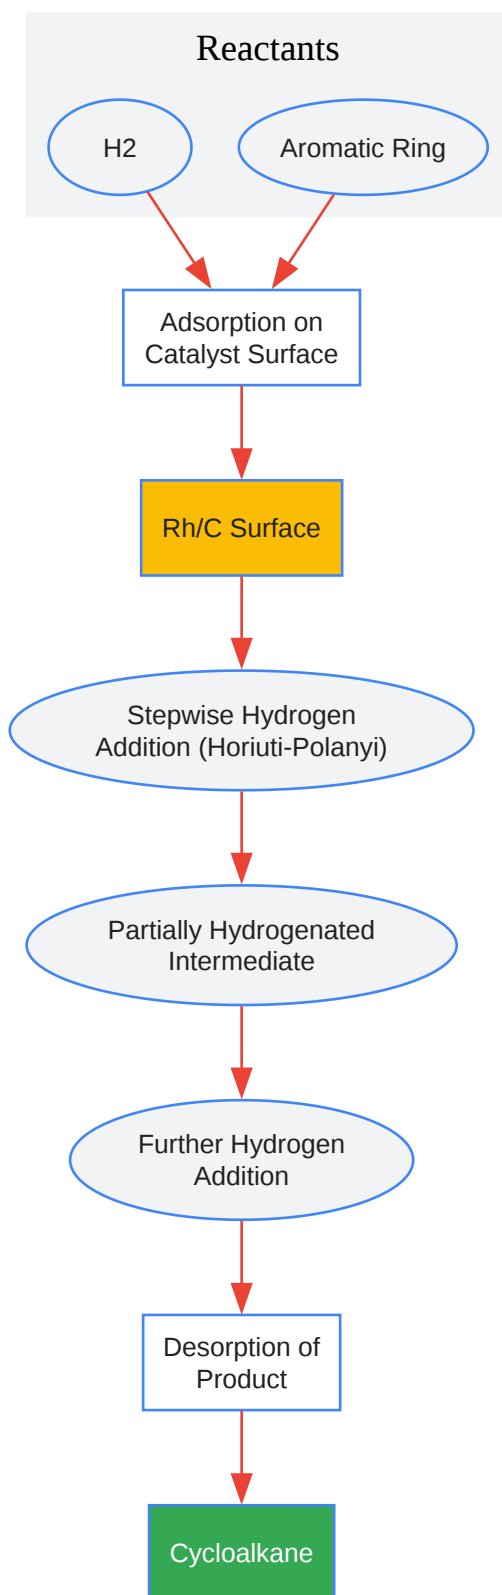 Reactants
H2
Aromatic Ring
Adsorption on
Catalyst Surface
Rh/C Surface
Stepwise Hydrogen
Addition (Horiuti-Polanyi)
Partially Hydrogenated
Intermediate
Further Hydrogen
Addition
Desorption of
Product
Cycloalkane